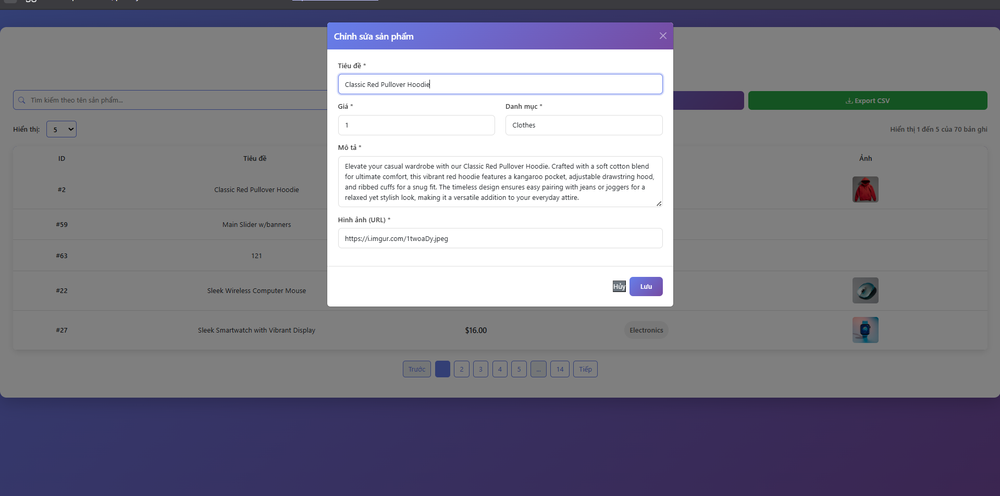 Chỉnh sửa sản phẩm
Tiêu đề *
Classic Red Pullover Hoodie
Giá *
Danh mục *
1
Clothes
Mô tả *
Elevate your casual wardrobe with our Classic Red Pullover Hoodie. Crafted with a soft cotton blend
for ultimate comfort, this vibrant red hoodie features a kangaroo pocket, adjustable drawstring hood,
and ribbed cuffs for a snug fit. The timeless design ensures easy pairing with jeans or joggers for a
relaxed yet stylish look, making it a versatile addition to your everyday attire.
Hình ảnh (URL) *
https://i.imgur.com/1twoaDy.jpeg
Hủy
Lưu
Tìm kiếm theo tên sản phẩm...
Export CSV
Hiển thị:
5
Hiển thị 1 đến 5 của 70 bản ghi
ID
Tiêu đề
Ảnh
#2
Classic Red Pullover Hoodie
#59
Main Slider w/banners
#63
121
#22
Sleek Wireless Computer Mouse
#27
Sleek Smartwatch with Vibrant Display
$16.00
Electronics
Trước
2
3
4
5
...
14
Tiếp